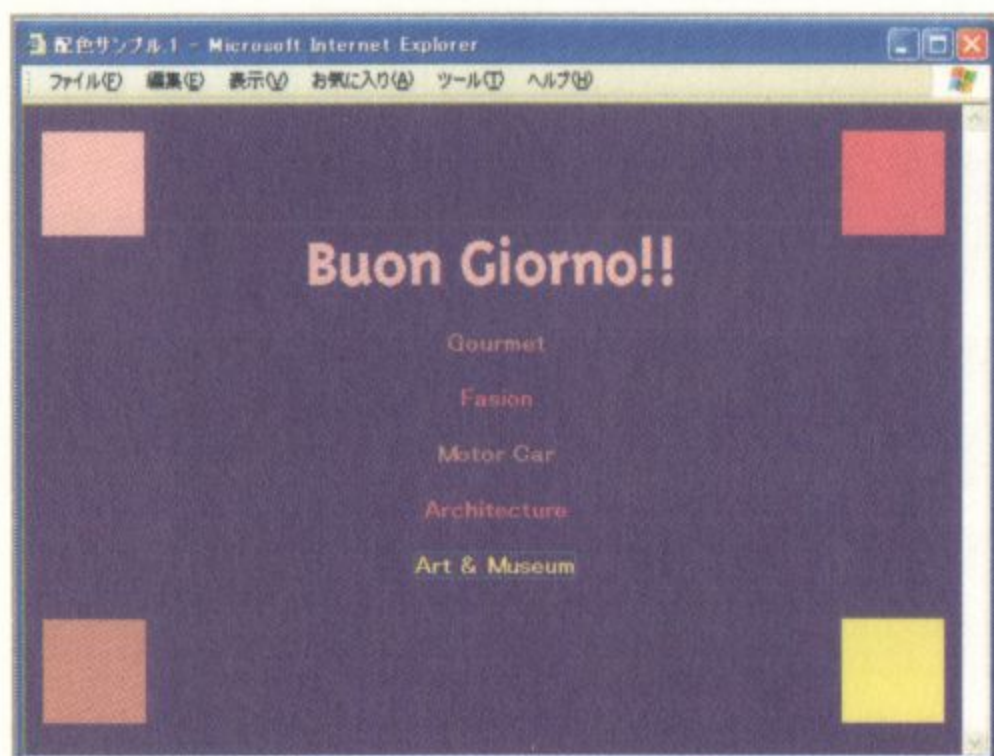 配色サンプル.1 - Microsoft Internet Explorer
ファイル(F) 編集(E) 表示(V) お気に入り(A) ツール(T) ヘルプ(H)
Buon Giorno!!
Gourmet
Fasion
Motor Car
Architecture
Art & Museum